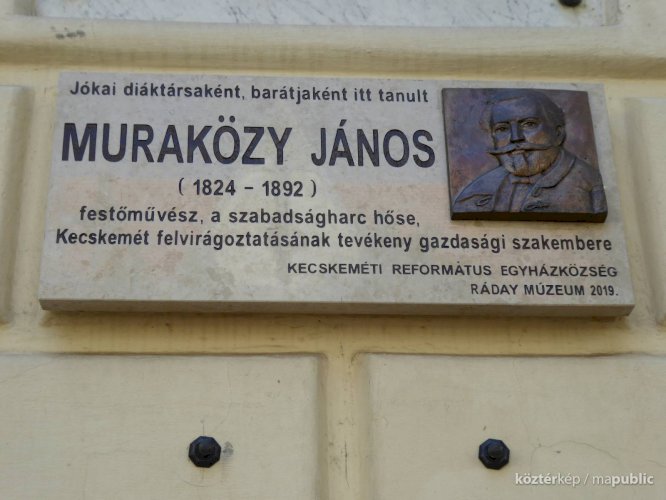 Jókai diáktársaként, barátjaként itt tanult
MURAKÖZY JÁNOS
( 1824 - 1892 )
festőművész, a szabadságharc hőse,
Kecskemét felvirágoztatásának tevékeny gazdasági szakembere
KECSKEMÉTI REFORMÁTUS EGYHÁZKÖZSÉG
RÁDAY MÚZEUM 2019.
köztérkép / mapublic